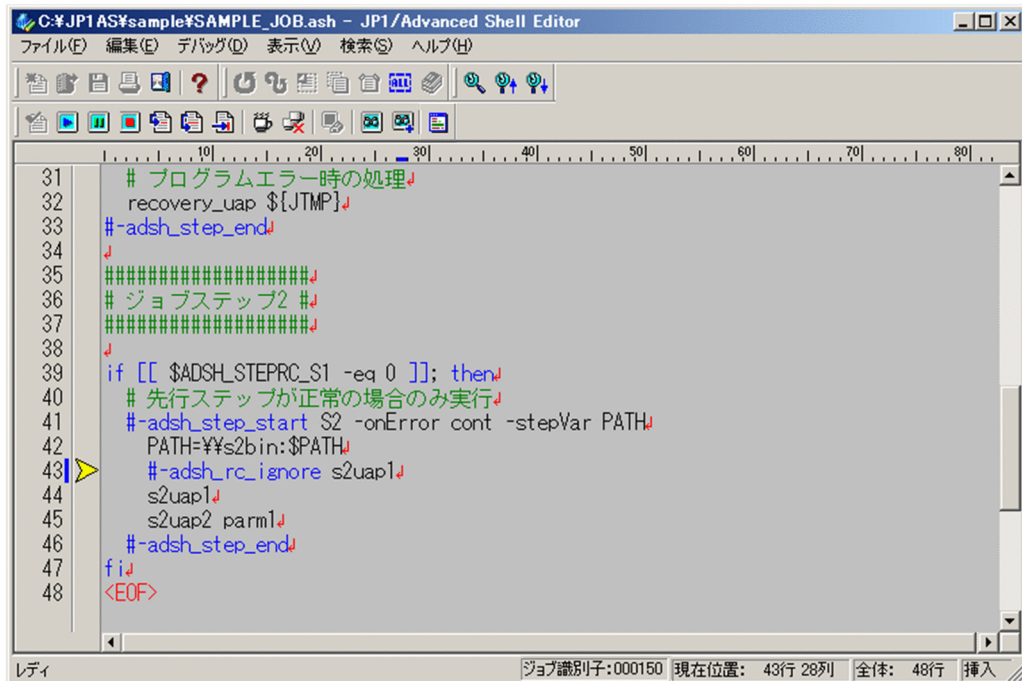 C:¥JP1AS¥sample¥SAMPLE_JOB.ash - JP1/Advanced Shell Editor
ファイル(F) 編集(E) デバッグ(D) 表示(V) 検索(S) ヘルプ(H)
ALL
10 20 30 40 50 60 70 80
31 # プログラムエラー時の処理
32 recovery_uap ${JTMP}
33 #-adsh_step_end
34
35 ###################
36 # ジョブステップ2 #
37 ###################
38
39 if [[ $ADSH_STEPRC_S1 -eq 0 ]]; then
40 # 先行ステップが正常の場合のみ実行
41 #-adsh_step_start S2 -onError cont -stepVar PATH
42 PATH=¥¥s2bin:$PATH
43 #-adsh_rc_ignore s2uap1
44 s2uap1
45 s2uap2 parm1
46 #-adsh_step_end
47 fi
48 <EOF>
レディ ジョブ識別子:000150 現在位置: 43行 28列 全体: 48行 挿入